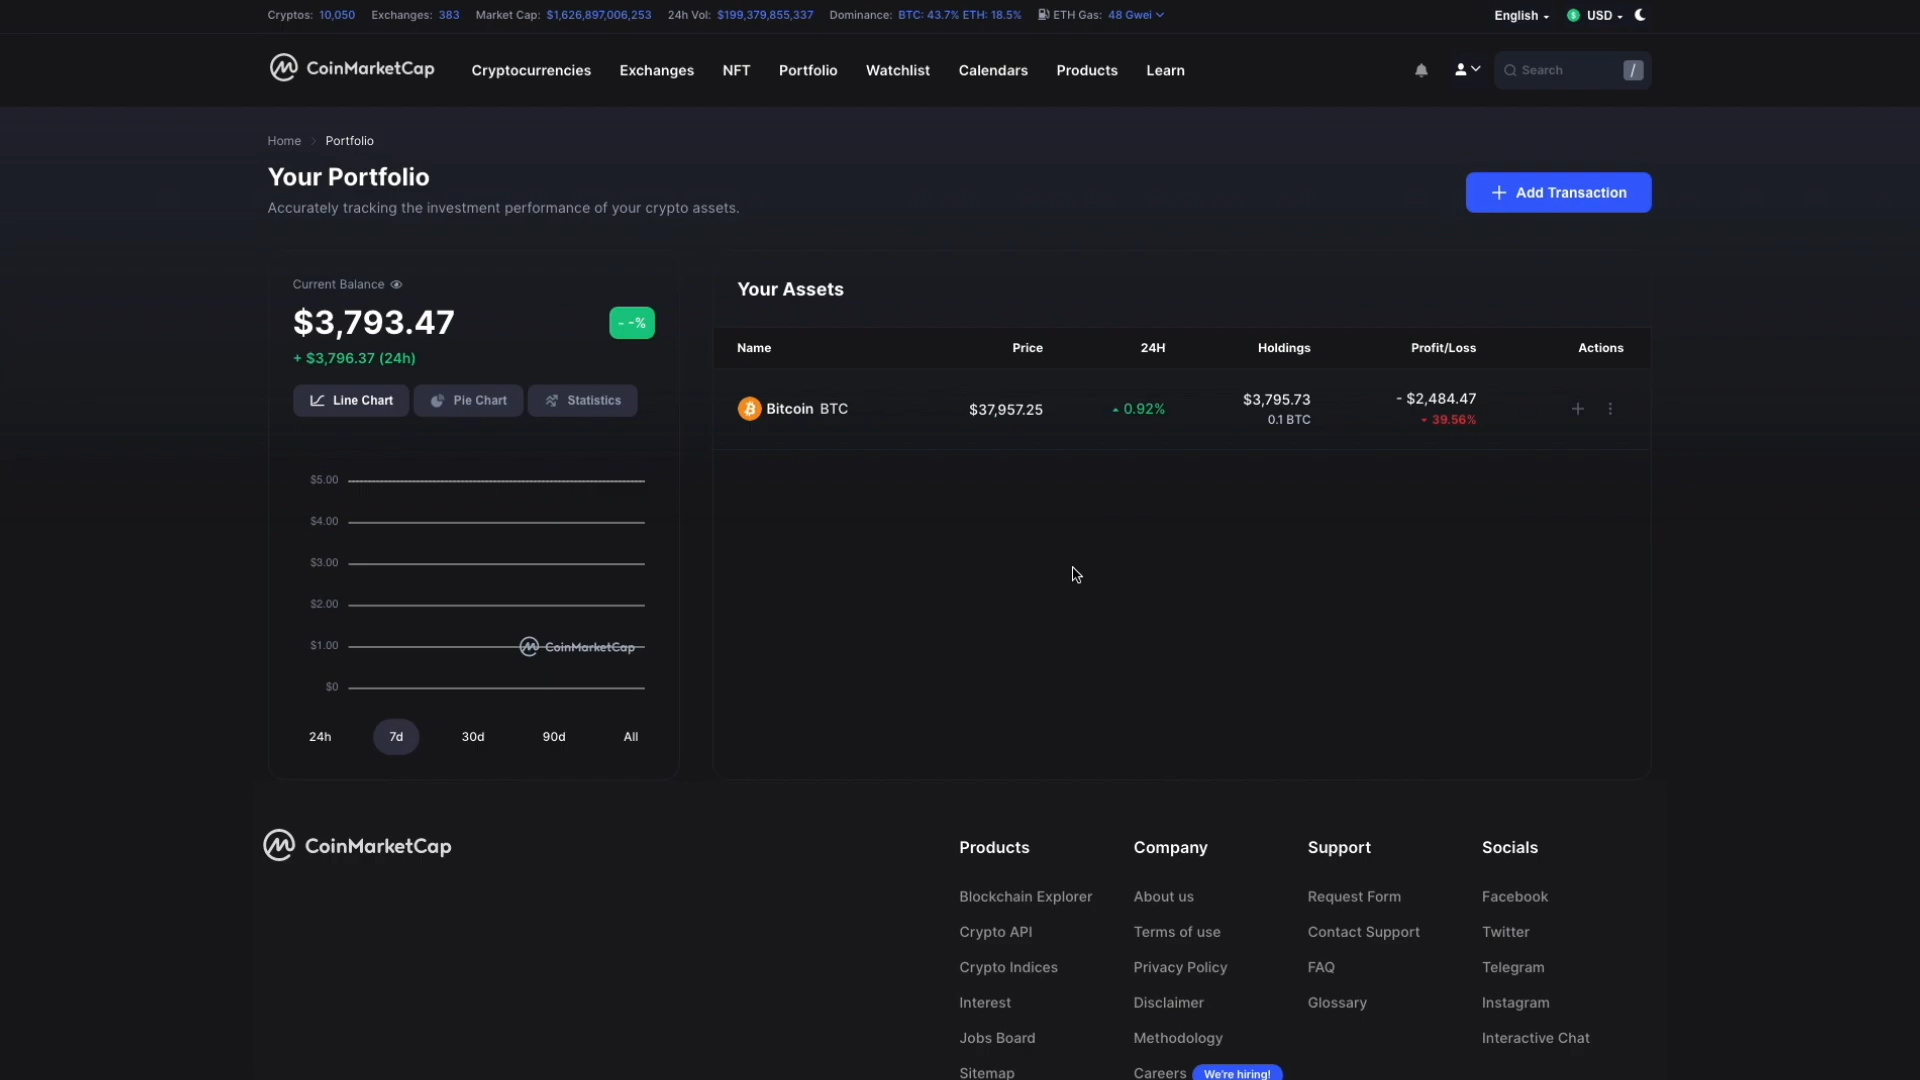 Cryptos: 10,050 Exchanges: 383 Market Cap: $1,626,897,006,253 24h Vol: $199,379,855,337 Dominance: BTC: 43.7% ETH: 18.5% ETH Gas: 48 Gwei English USD
CoinMarketCap Cryptocurrencies Exchanges NFT Portfolio Watchlist Calendars Products Learn Search /
Home Portfolio
Your Portfolio
Accurately tracking the investment performance of your crypto assets.
+ Add Transaction
Current Balance
$3,793.47
- -%
+ $3,796.37 (24h)
Line Chart Pie Chart Statistics
$5.00
$4.00
$3.00
$2.00
$1.00
CoinMarketCap
$0
24h 7d 30d 90d All
Your Assets
Name Price 24H Holdings Profit/Loss Actions
Bitcoin BTC $37,957.25 0.92% $3,795.73 - $2,484.47
0.1 BTC 39.56%
CoinMarketCap
Products
Blockchain Explorer
Crypto API
Crypto Indices
Interest
Jobs Board
Sitemap
Company
About us
Terms of use
Privacy Policy
Disclaimer
Methodology
Careers We're hiring!
Support
Request Form
Contact Support
FAQ
Glossary
Socials
Facebook
Twitter
Telegram
Instagram
Interactive Chat